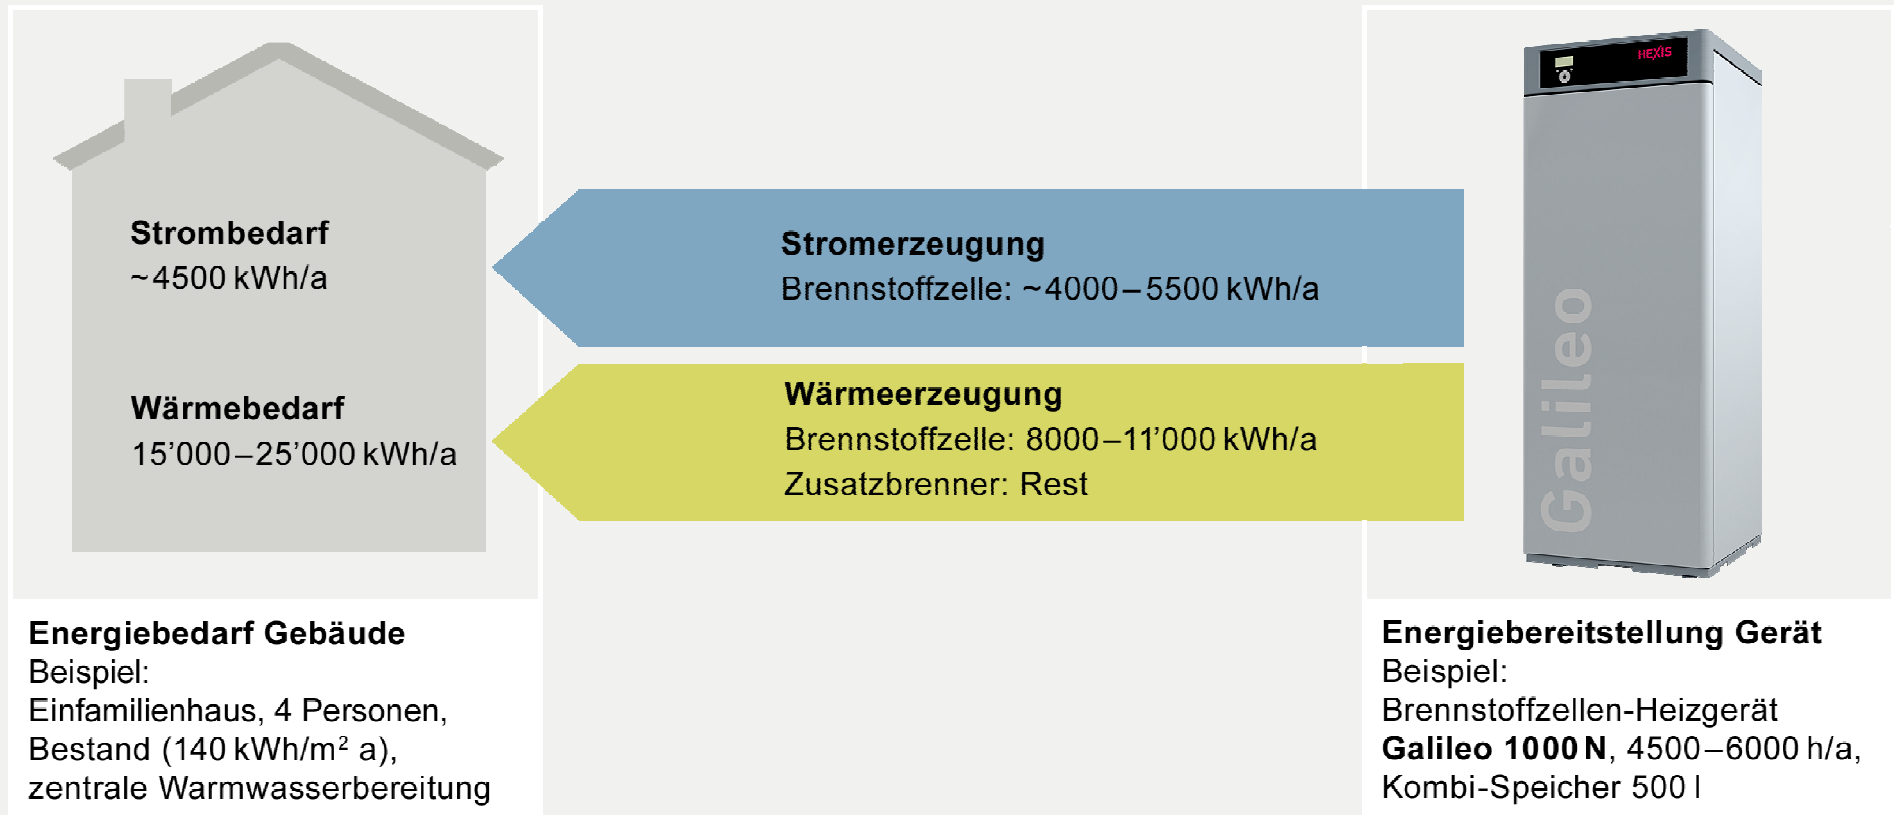 Strombedarf
~4500 kWh/a
Wärmebedarf
15’000–25’000 kWh/a
Stromerzeugung
Brennstoffzelle: ~4000–5500 kWh/a
Wärmeerzeugung
Brennstoffzelle: 8000–11’000 kWh/a
Zusatzbrenner: Rest
HEXIS
Galileo
Energiebedarf Gebäude
Beispiel:
Einfamilienhaus, 4 Personen,
Bestand (140 kWh/m² a),
zentrale Warmwasserbereitung
Energiebereitstellung Gerät
Beispiel:
Brennstoffzellen-Heizgerät
Galileo 1000 N, 4500–6000 h/a,
Kombi-Speicher 500 l